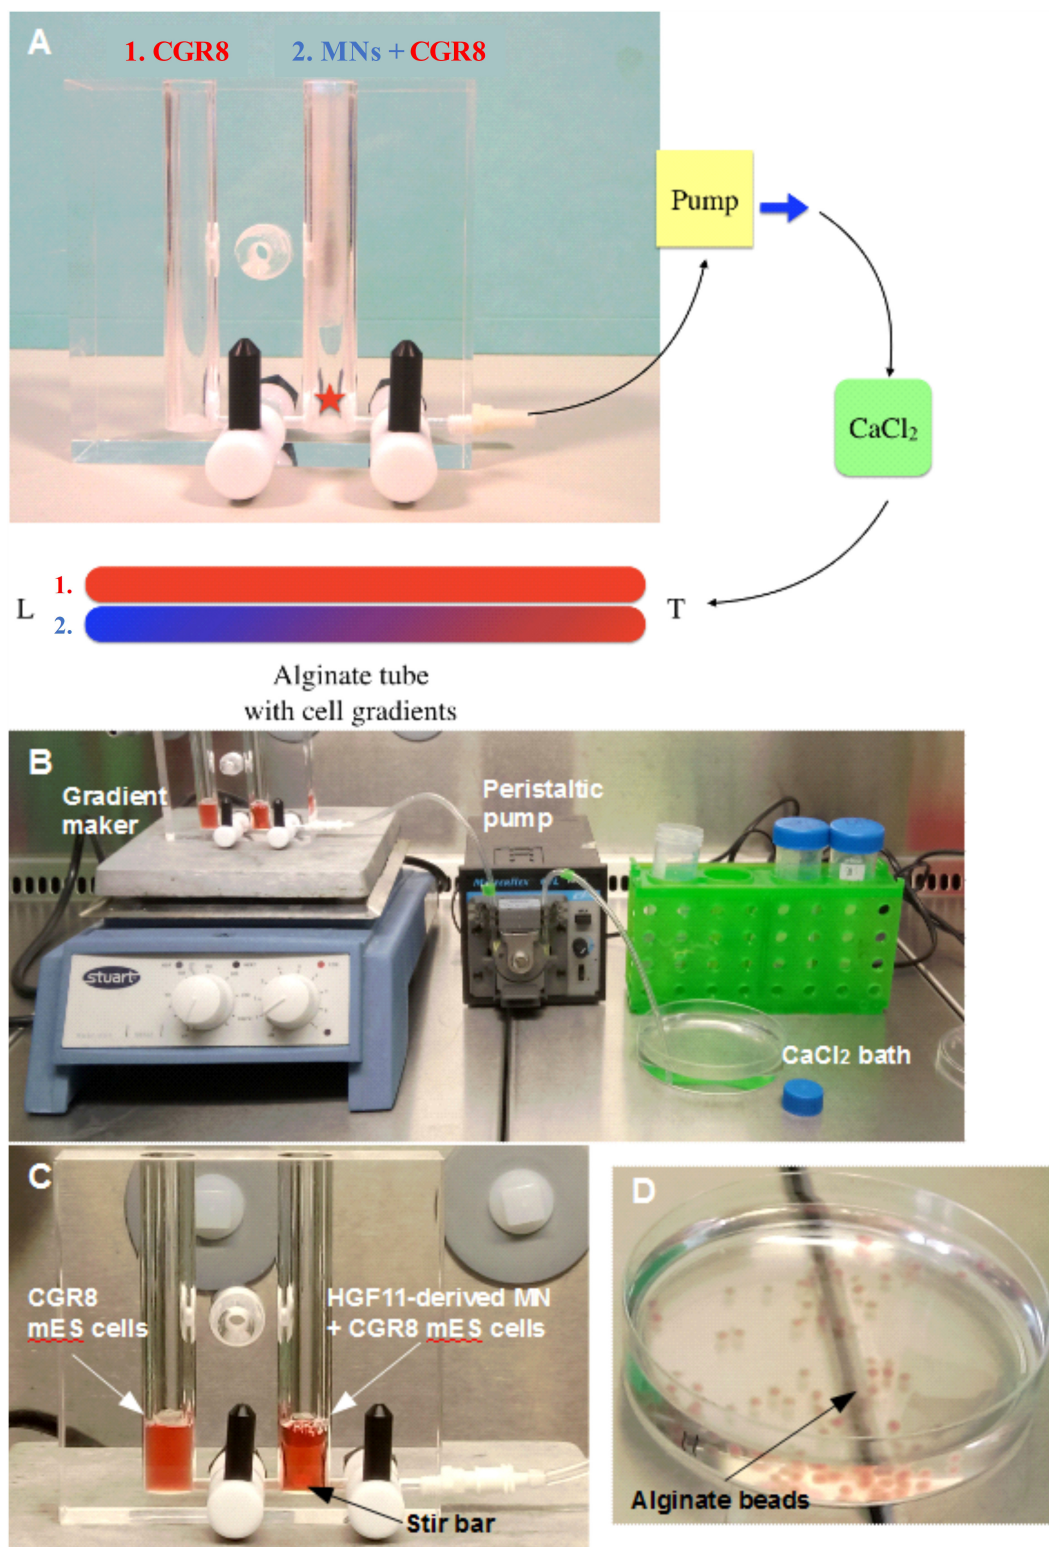 A
1. CGR8
2. MNs + CGR8
Pump
CaCl₂
1.
L
T
2.
Alginate tube
with cell gradients
B
Gradient
maker
Peristaltic
pump
stuart
CaCl2 bath
C
CGR8
mES cells
HGF11-derived MN
+ CGR8 mES cells
Stir bar
D
Alginate beads